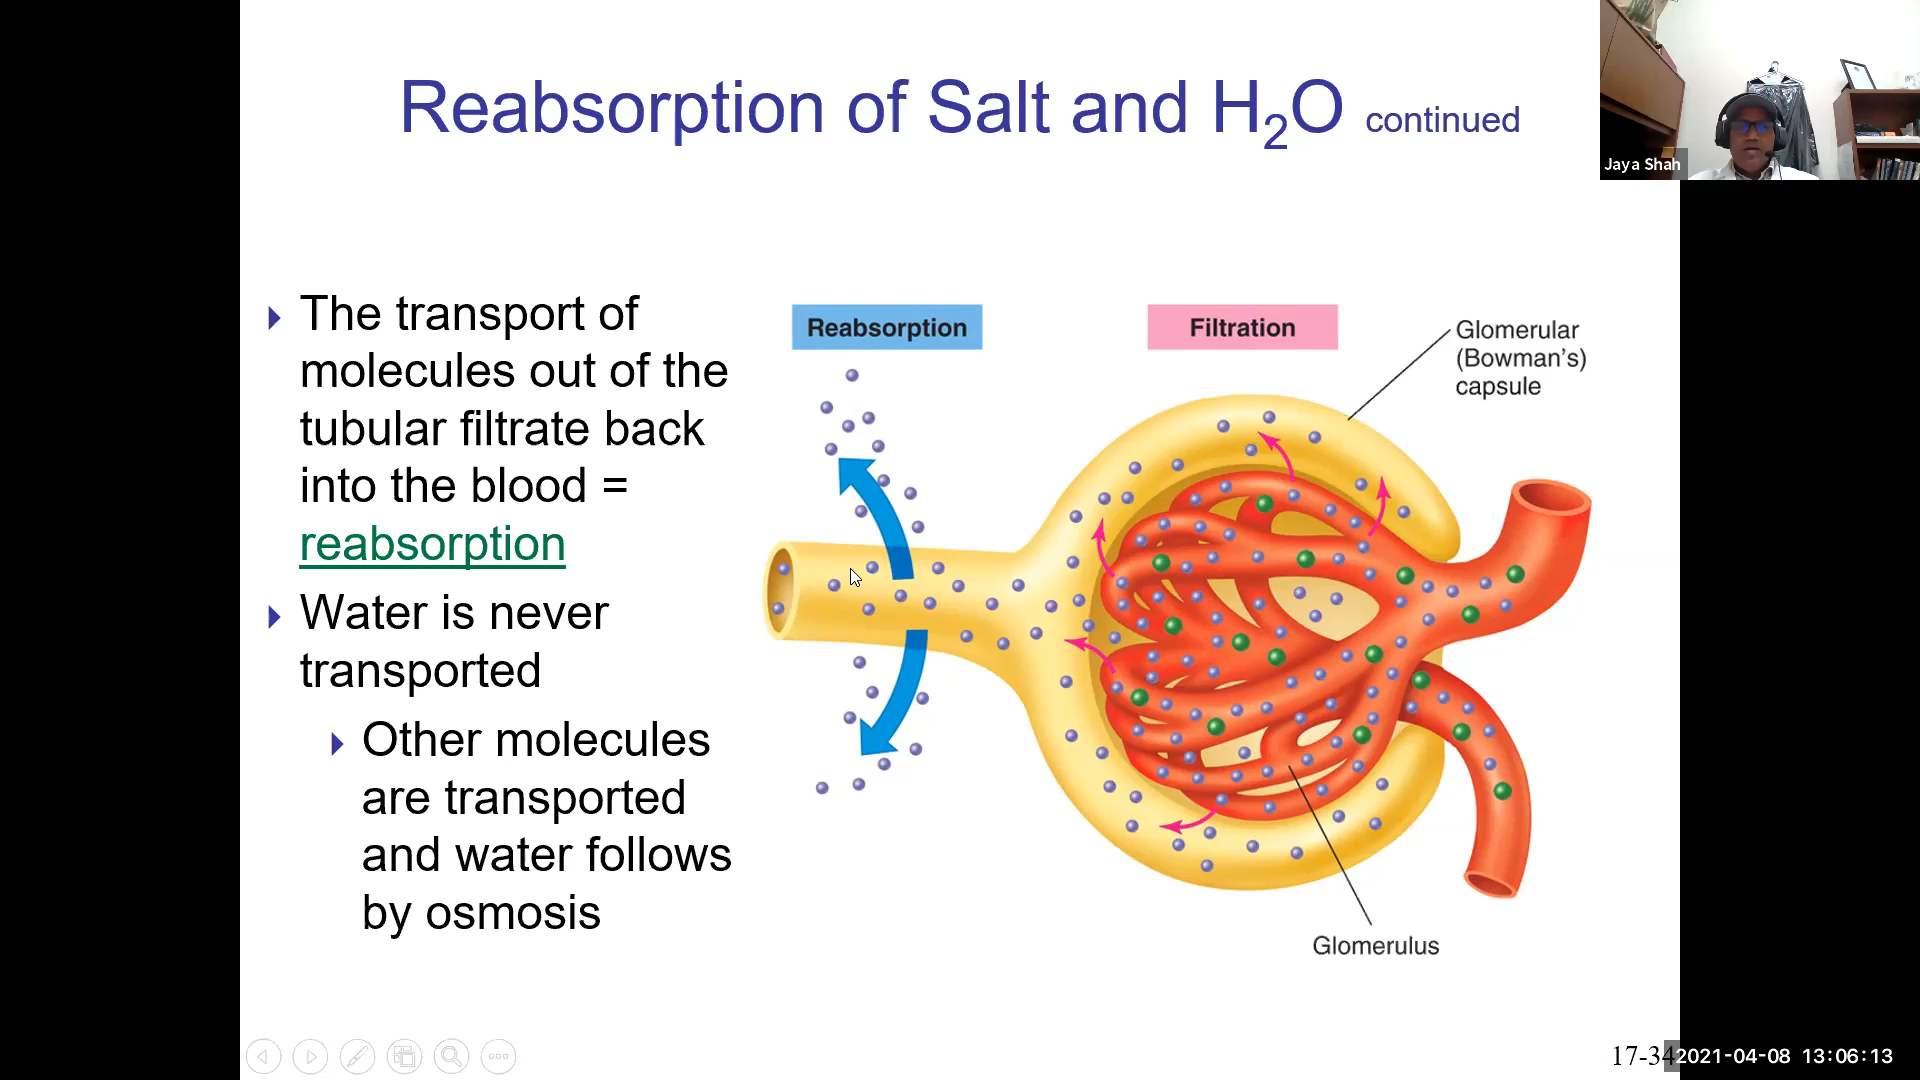 Reabsorption of Salt and H2O continued
Jaya Shah
The transport of
molecules out of the
tubular filtrate back
into the blood =
reabsorption
Water is never
transported
Other molecules
are transported
and water follows
by osmosis
Reabsorption
Filtration
Glomerular
(Bowman's)
capsule
Glomerulus
17-34
2021-04-08 13:06:13